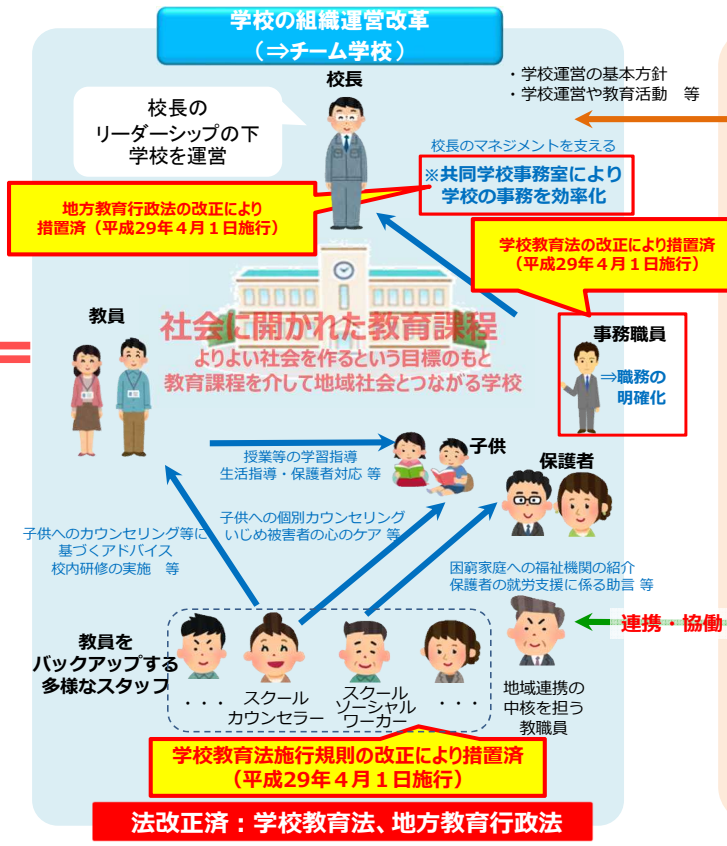 学校の組織運営改革
（⇒チーム学校）
校長
校長の
リーダーシップの下
学校を運営
・学校運営の基本方針
・学校運営や教育活動　等
校長のマネジメントを支える
※共同学校事務室により
学校の事務を効率化
地方教育行政法の改正により
措置済（平成29年４月１日施行）
学校教育法の改正により措置済
（平成29年４月１日施行）
教員
社会に開かれた教育課程
よりよい社会を作るという目標のもと
教育課程を介して地域社会とつながる学校
事務職員
⇒職務の
明確化
授業等の学習指導
生活指導・保護者対応 等
子供
保護者
子供へのカウンセリング等に
基づくアドバイス
校内研修の実施　等
子供への個別カウンセリング
いじめ被害者の心のケア 等
困窮家庭への福祉機関の紹介
保護者の就労支援に係る助言 等
連携・協働
教員を
バックアップする
多様なスタッフ
・・・
スクール
カウンセラー
スクール
ソーシャル
ワーカー
・・・
地域連携の
中核を担う
教職員
学校教育法施行規則の改正により措置済
（平成29年４月１日施行）
法改正済：学校教育法、地方教育行政法